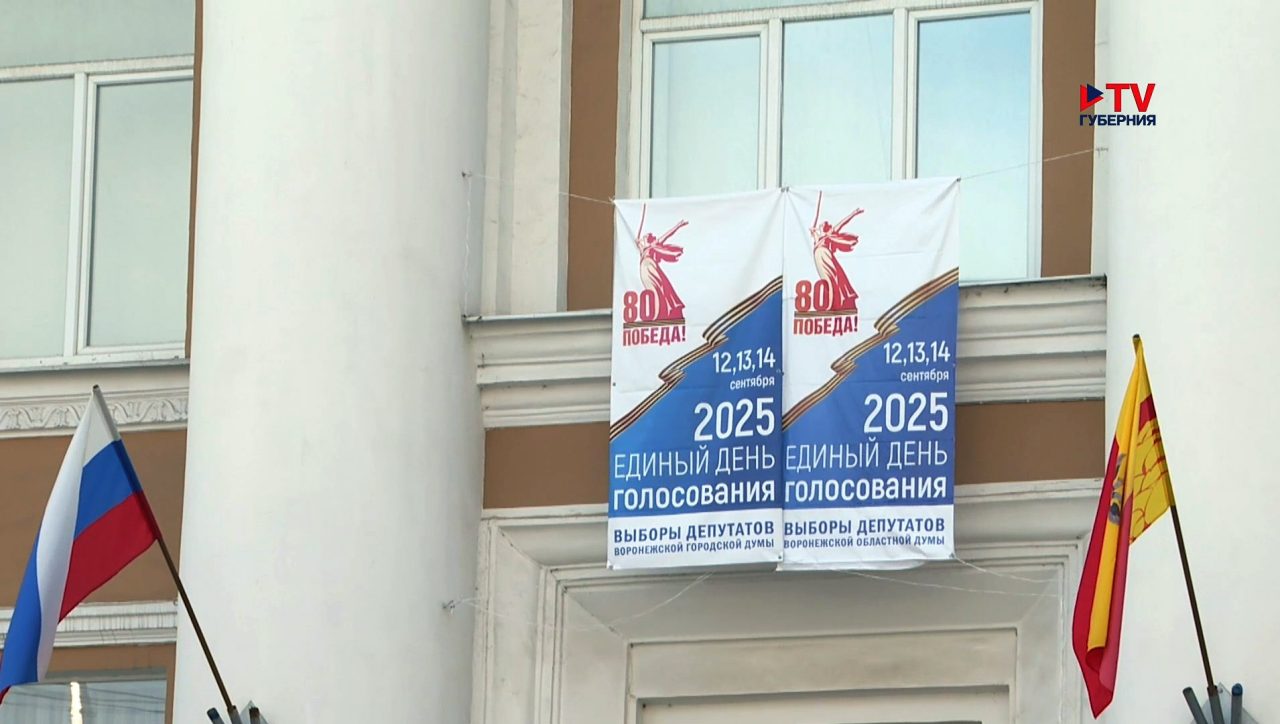 TV
ГУБЕРНИЯ
80
ПОБЕДА!
12,13,14
сентября
2025
ЕДИНЫЙ ДЕНЬ
голосования
ВЫБОРЫ ДЕПУТАТОВ
ВОРОНЕЖСКОЙ ГОРОДСКОЙ ДУМЫ
80
ПОБЕДА!
12,13,14
сентября
2025
ЕДИНЫЙ ДЕНЬ
голосования
ВЫБОРЫ ДЕПУТАТОВ
ВОРОНЕЖСКОЙ ОБЛАСТНОЙ ДУМЫ